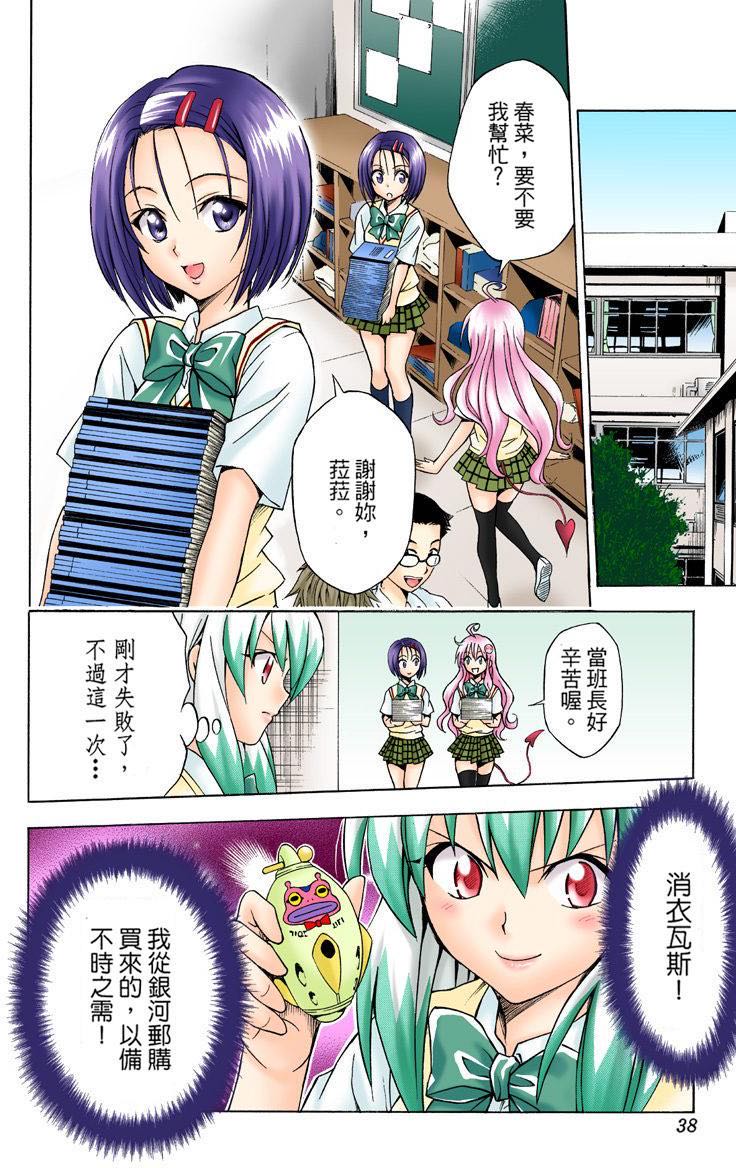 春菜，要不要
我幫忙？
謝謝妳，
菈菈。
當班長好
辛苦喔。
剛才失敗了，
不過這一次…
消衣瓦斯！
我從銀河郵購
買來的，以備
不時之需！
38